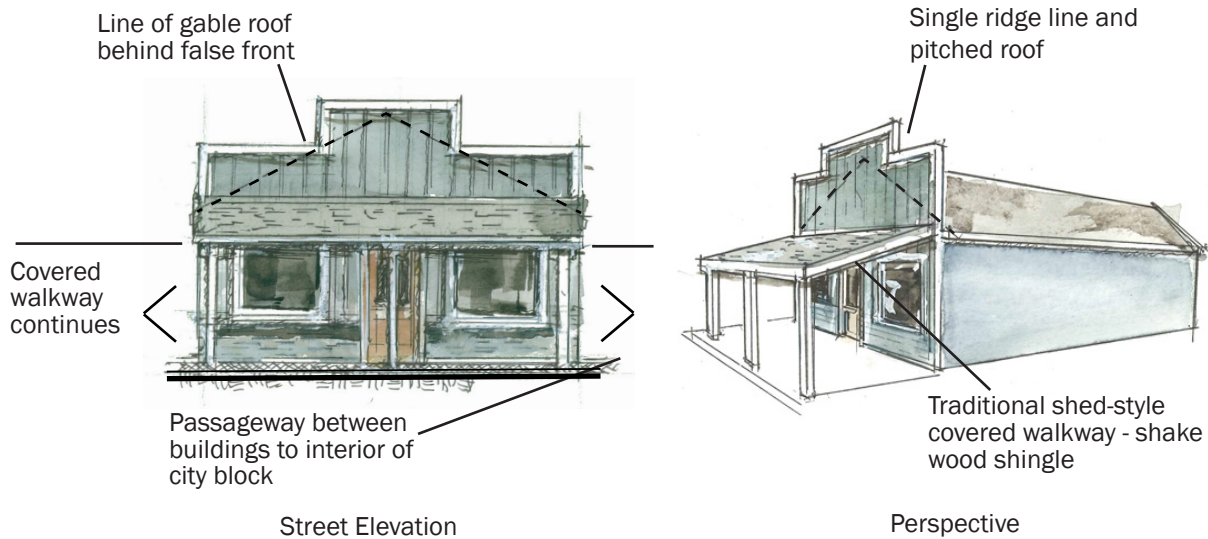 Line of gable roof
behind false front
Single ridge line and
pitched roof
Covered
walkway
continues
Passageway between
buildings to interior of
city block
Traditional shed-style
covered walkway - shake
wood shingle
Street Elevation
Perspective